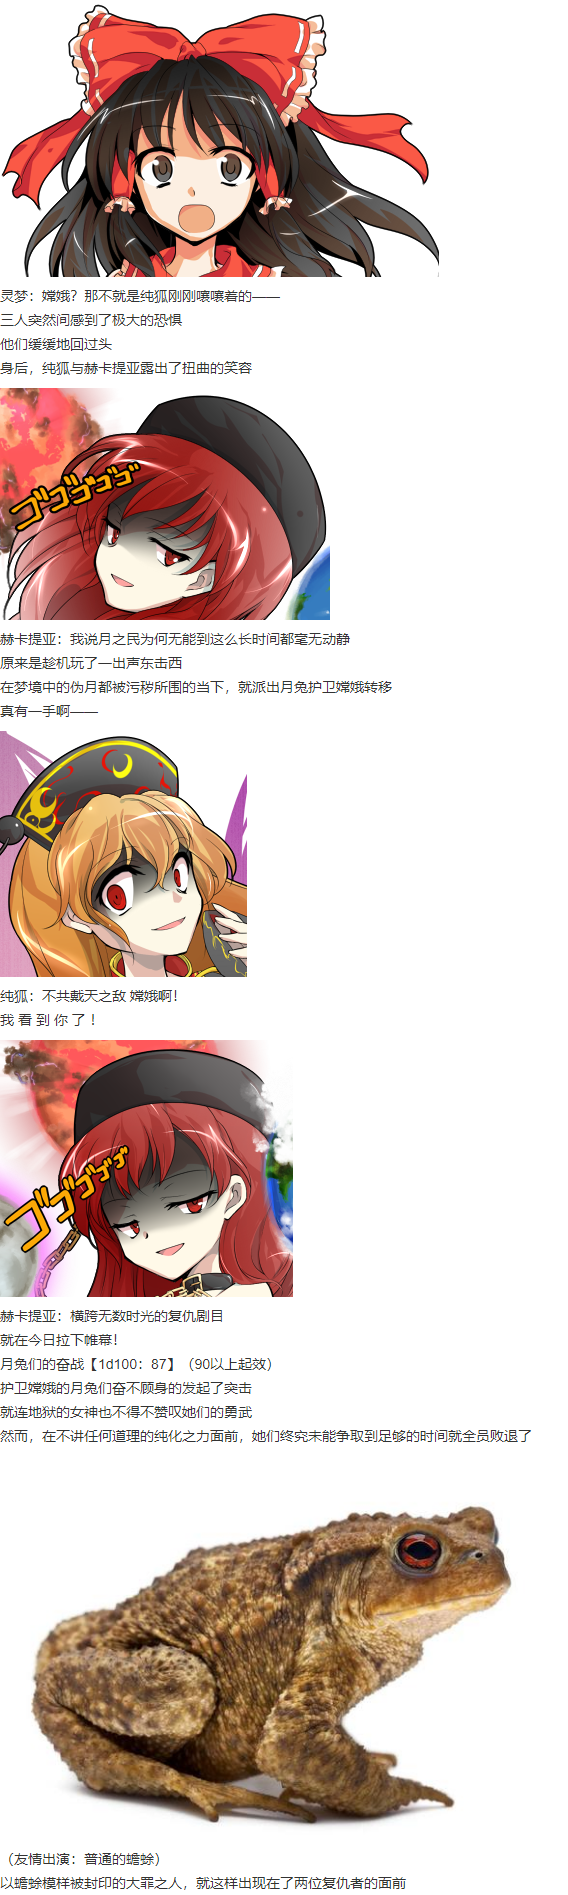 灵梦：嫦娥？那不就是纯狐刚刚嚷嚷着的——
三人突然间感到了极大的恐惧
他们缓缓地回过头
身后，纯狐与赫卡提亚露出了扭曲的笑容
ゴゴゴゴゴ
赫卡提亚：我说月之民为何无能到这么长时间都毫无动静
原来是趁机玩了一出声东击西
在梦境中的伪月都被污秽所围的当下，就派出月兔护卫嫦娥转移
真有一手啊——
纯狐：不共戴天之敌 嫦娥啊！
我 看 到 你 了 ！
ゴゴゴゴゴ
赫卡提亚：横跨无数时光的复仇剧目
就在今日拉下帷幕！
月兔们的奋战【1d100：87】（90以上起效）
护卫嫦娥的月兔们奋不顾身的发起了突击
就连地狱的女神也不得不赞叹她们的勇武
然而，在不讲任何道理的纯化之力面前，她们终究未能争取到足够的时间就全员败退了
（友情出演：普通的蟾蜍）
以蟾蜍模样被封印的大罪之人，就这样出现在了两位复仇者的面前